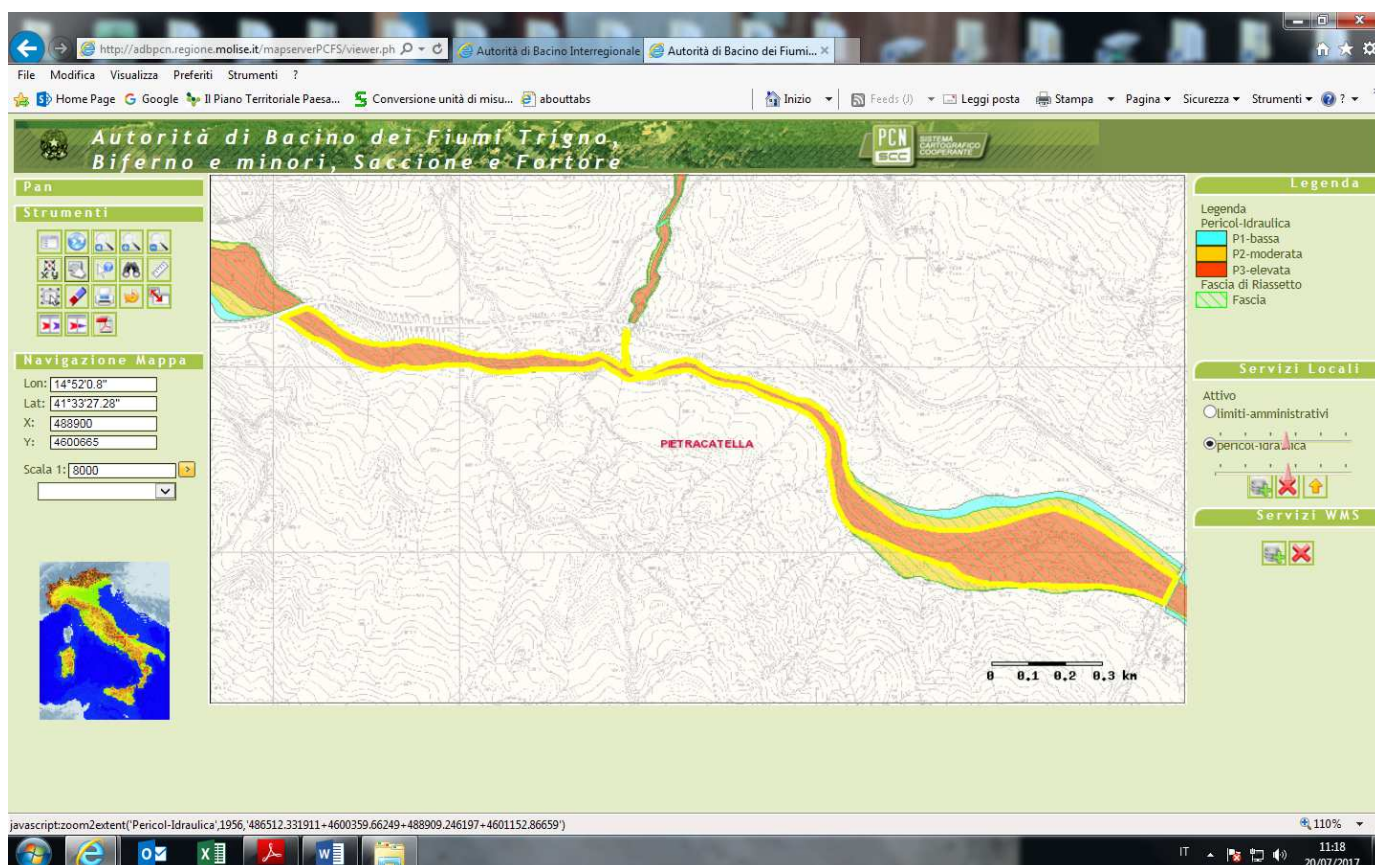 http://adbpcn.regione.molise.it/mapserverPCFS/viewer.ph
Autorità di Bacino Interregionale
Autorità di Bacino dei Fiumi...
File Modifica Visualizza Preferiti Strumenti ?
Home Page Google Il Piano Territoriale Paesa... Conversione unità di misu... abouttabs
Inizio Feeds (J) Leggi posta Stampa Pagina Sicurezza Strumenti ?
Autorità di Bacino dei Fiumi Trigno,
Biferno e minori, Saccione e Fortore
PCN
SCC
SISTEMA
CARTOGRAFICO
COOPERANTE
Pan
Strumenti
Navigazione Mappa
Lon: 14°52'0.8"
Lat: 41°33'27.28"
X: 488900
Y: 4600665
Scala 1: 8000
PIETRACATELLA
0 0.1 0.2 0.3 km
Legenda
Legenda
Pericol-Idraulica
P1-bassa
P2-moderata
P3-elevata
Fascia di Riassetto
Fascia
Servizi Locali
Attivo
limiti-amministrativi
pericol-idraulica
Servizi WMS
javascript:zoom2extent('Pericol-Idraulica',1956,'486512.331911+4600359.66249+488909.246197+4601152.86659')
110%
IT
11:18
20/07/2017